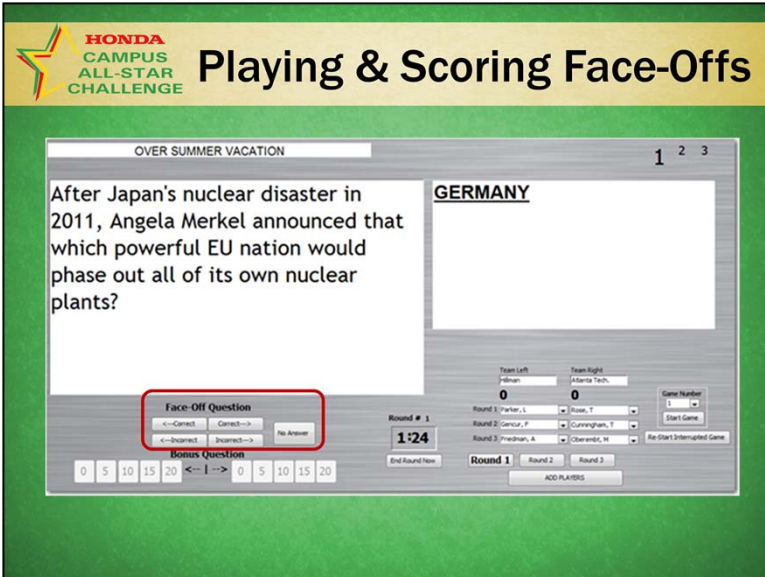 HONDA
CAMPUS
ALL-STAR
CHALLENGE
Playing & Scoring Face-Offs
OVER SUMMER VACATION
1 2 3
After Japan's nuclear disaster in
2011, Angela Merkel announced that
which powerful EU nation would
phase out all of its own nuclear
plants?
GERMANY
Team Left Team Right
Hillman Atlanta Tech.
0 0
Game Number
1
Start Game
Re-Start Interrupted Game
Face-Off Question
<---Correct Correct--->
<---Incorrect Incorrect--->
No Answer
Bonus Question
0 5 10 15 20 <-- | --> 0 5 10 15 20
Round # 1
1:24
End Round Now
Round 1 Parker, L Rose, T
Round 2 Gencur, F Cunningham, T
Round 3 Friedman, A Oberembt, M
Round 1 Round 2 Round 3
ADD PLAYERS